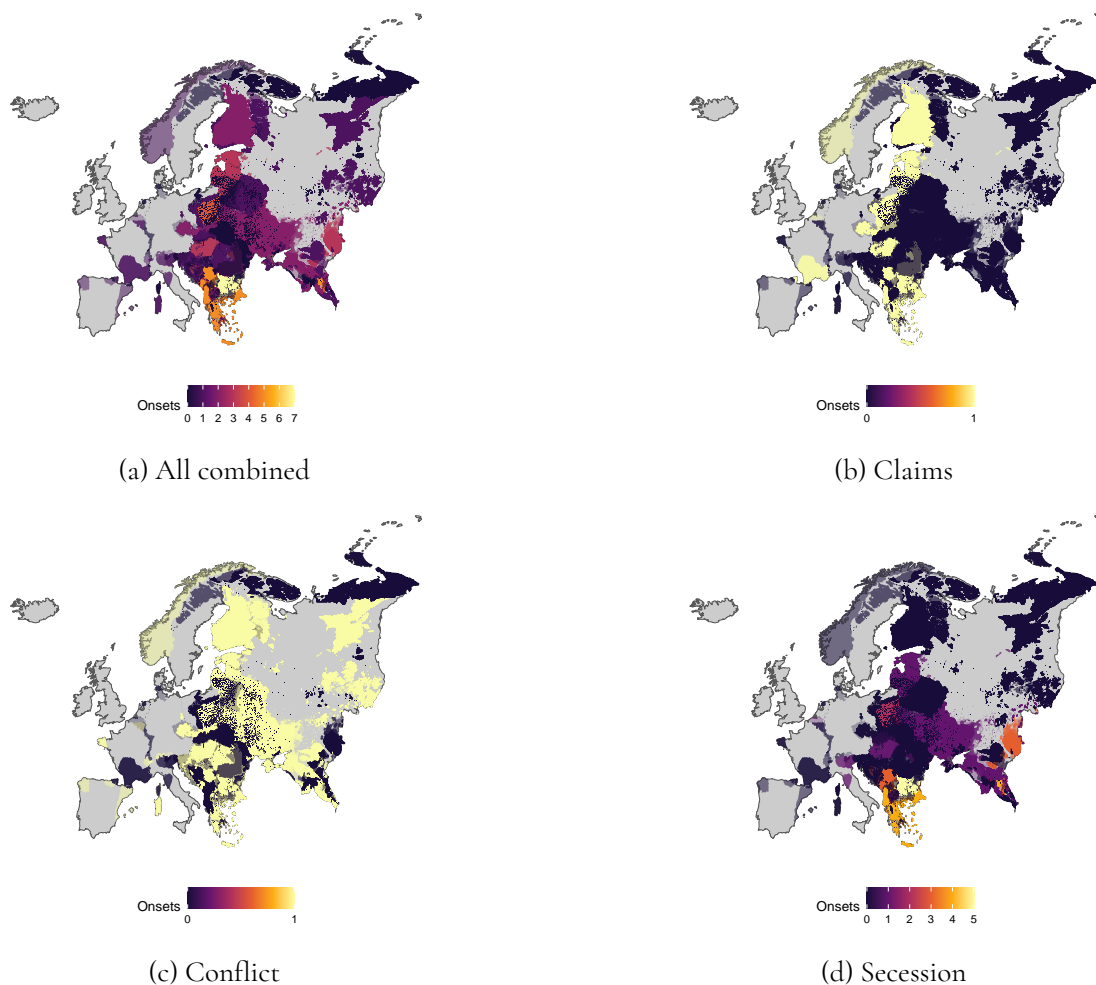 Onsets
0 1 2 3 4 5 6 7
(a) All combined
Onsets
0 1
(b) Claims
Onsets
0 1
(c) Conflict
Onsets
0 1 2 3 4 5
(d) Secession